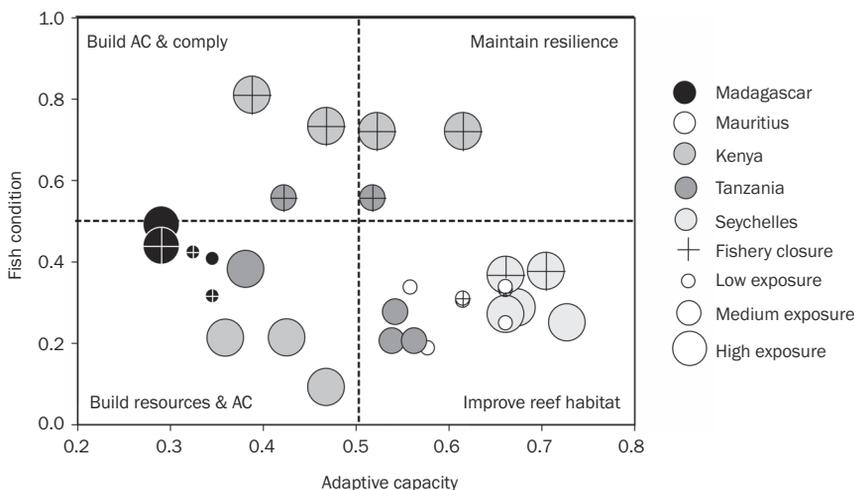 1.0
Build AC & comply
Maintain resilience
0.8
0.6
0.4
0.2
0.0
Build resources & AC
Improve reef habitat
0.2
0.3
0.4
0.5
0.6
0.7
0.8
Fish condition
Adaptive capacity
Madagascar
Mauritius
Kenya
Tanzania
Seychelles
Fishery closure
Low exposure
Medium exposure
High exposure